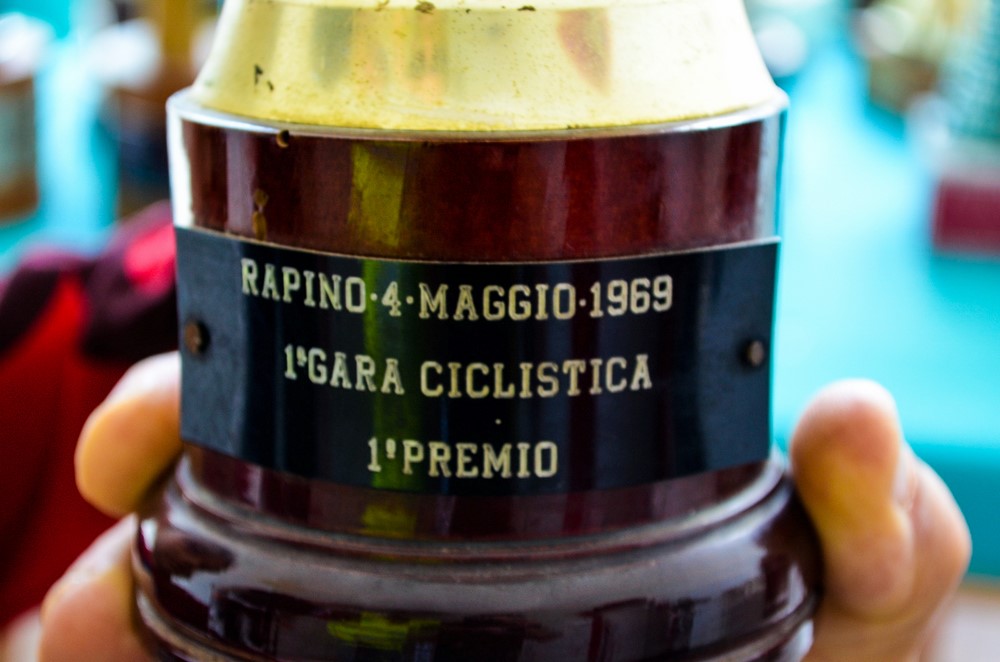 RAPINO·4·MAGGIO·1969
1ªGARA CICLISTICA
1ºPREMIO